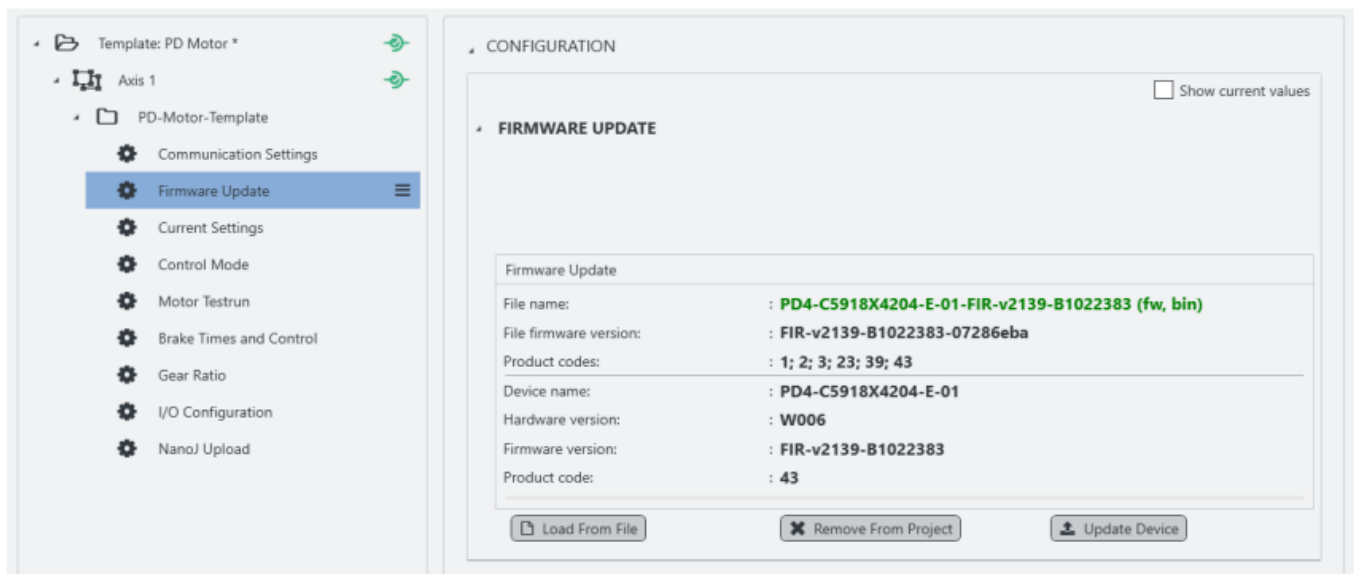 Template: PD Motor *
Axis 1
PD-Motor-Template
Communication Settings
Firmware Update
Current Settings
Control Mode
Motor Testrun
Brake Times and Control
Gear Ratio
I/O Configuration
NanoJ Upload
CONFIGURATION
Show current values
FIRMWARE UPDATE
Firmware Update
File name: : PD4-C5918X4204-E-01-FIR-v2139-B1022383 (fw, bin)
File firmware version: : FIR-v2139-B1022383-07286eba
Product codes: : 1; 2; 3; 23; 39; 43
Device name: : PD4-C5918X4204-E-01
Hardware version: : W006
Firmware version: : FIR-v2139-B1022383
Product code: : 43
Load From File Remove From Project Update Device